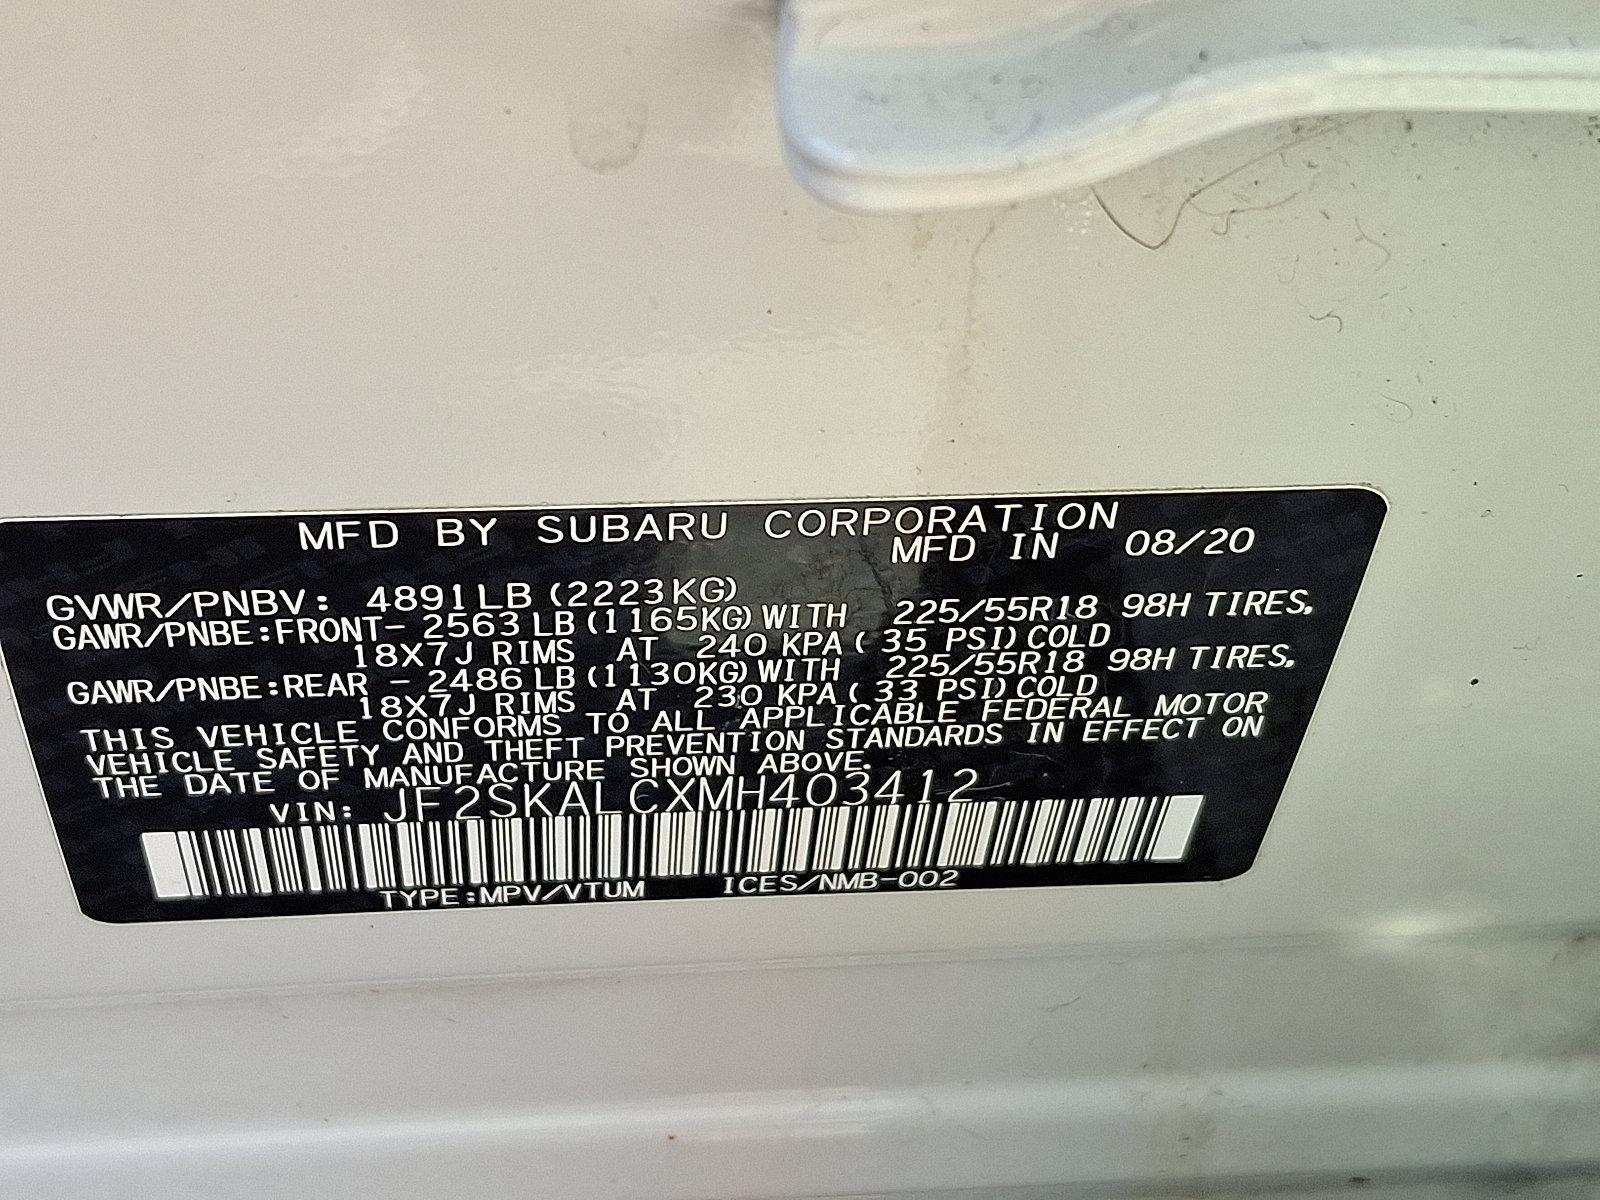 MFD BY SUBARU CORPORATION
MFD IN 08/20
GVWR/PNBV: 4891LB (2223KG)
GAWR/PNBE:FRONT- 2563LB (1165KG) WITH 225/55R18 98H TIRES.
18X7J RIMS AT 240 KPA ( 35 PSI) COLD
GAWR/PNBE:REAR - 2486LB (1130KG) WITH 225/55R18 98H TIRES.
18X7J RIMS AT 230 KPA ( 33 PSI) COLD
THIS VEHICLE CONFORMS TO ALL APPLICABLE FEDERAL MOTOR
VEHICLE SAFETY AND THEFT PREVENTION STANDARDS IN EFFECT ON
THE DATE OF MANUFACTURE SHOWN ABOVE.
VIN: JF2SKALCXMH403412
TYPE:MPV/VTUM ICES/NMB-002